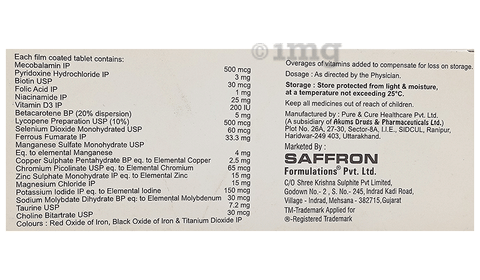 1mg
Each film coated tablet contains:
Mecobalamin IP 500 mcg
Pyridoxine Hydrochloride IP 3 mg
Biotin USP 30 mcg
Folic Acid IP 1 mg
Niacinamide IP 25 mg
Vitamin D3 IP 200 IU
Betacarotene BP (20% dispersion) 5 mg
Lycopene Preparation USP (10%) 500 mcg
Selenium Dioxide Monohydrated USP 60 mcg
Ferrous Fumarate IP 33.3 mg
Manganese Sulfate Monohydrate USP
Eq. to elemental Manganese 4 mg
Copper Sulphate Pentahydrate BP eq. to Elemental Copper 2.5 mg
Chromium Picolinate USP eq. to Elemental Chromium 65 mcg
Zinc Sulphate Monohydrate IP eq. to Elemental Zinc 15 mg
Magnesium Chloride IP 15 mg
Potassium Iodide IP eq. to Elemental Iodine 150 mcg
Sodium Molybdate Dihydrate BP eq. to Elemental Molybdenum 30 mcg
Taurine USP 7.2 mg
Choline Bitartrate USP 30 mcg
Colours : Red Oxide of Iron, Black Oxide of Iron & Titanium Dioxide IP
Overages of vitamins added to compensate for loss on storage.
Dosage : As directed by the Physician.
Storage : Store protected from light & moisture,
at a temperature not exceeding 25°C.
Keep all medicines out of reach of children.
Manufactured by : Pure & Cure Healthcare Pvt. Ltd.
(A subsidiary of Akums Drugs & Pharmaceuticals Ltd.)
Plot No. 26A, 27-30, Sector-8A, I.I.E., SIDCUL, Ranipur,
Haridwar-249 403, Uttarakhand.
Marketed By :
SAFFRON
Formulations® Pvt. Ltd.
C/O Shree Krishna Sulphite Pvt Limited,
Godown No. - 2 , S. No.- 245, Indrad Kadi Road,
Village - Indrad, Mehsana - 382715, Gujarat
TM-Trademark Applied for
®-Registered Trademark